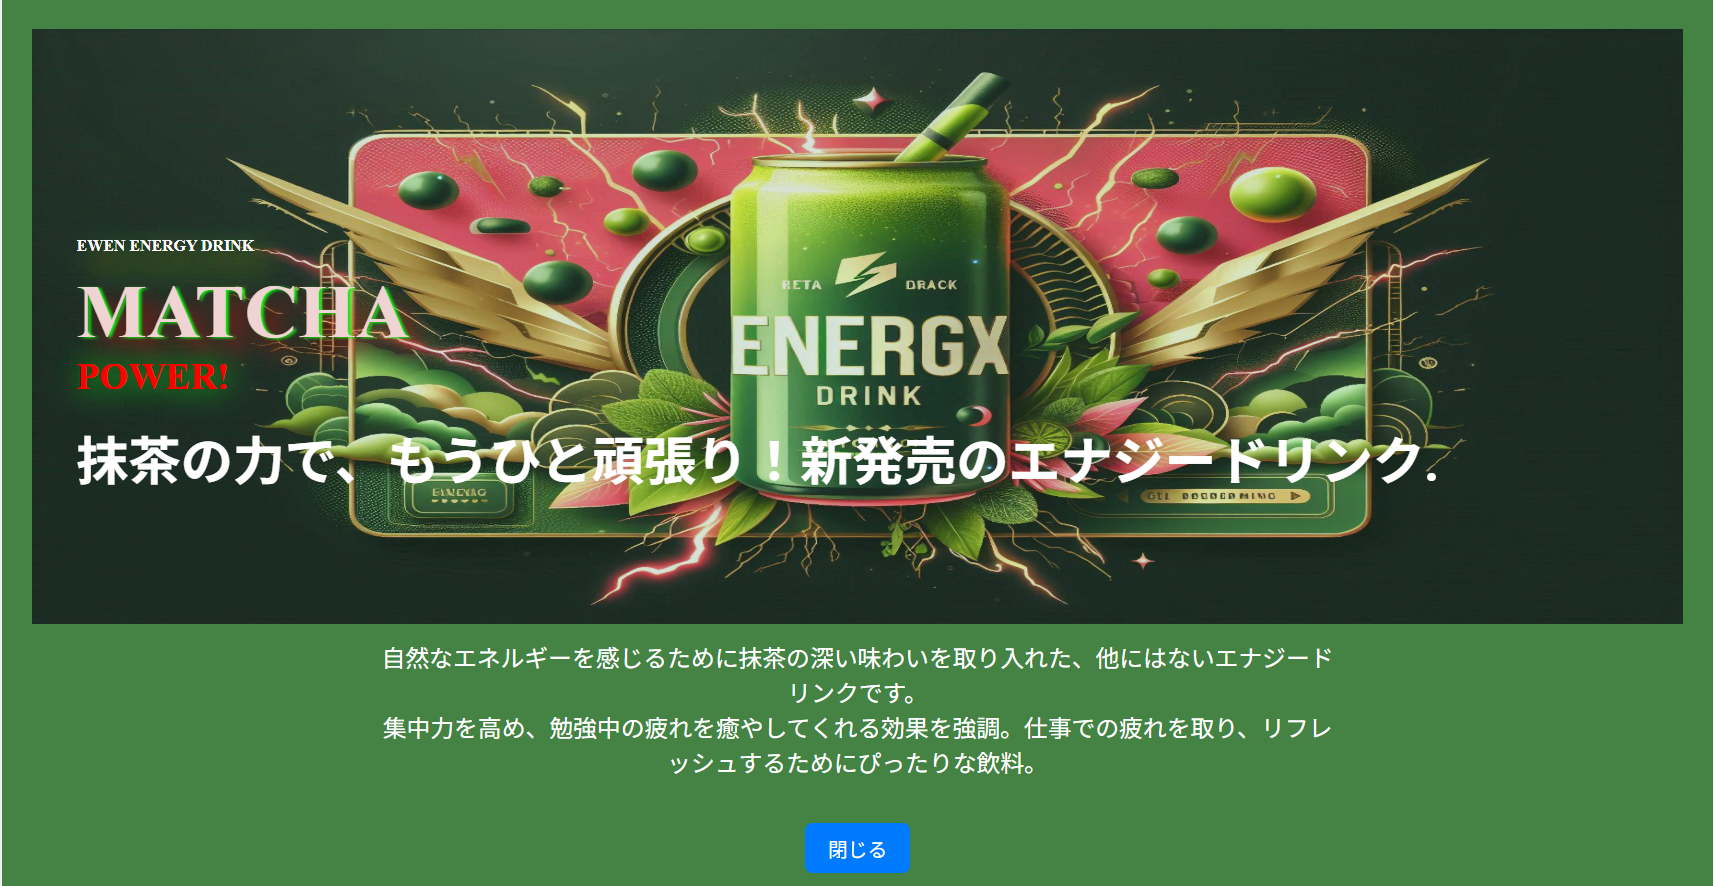 EWEN ENERGY DRINK
MATCHA
POWER!
RETA DRACK
ENERGX
DRINK
抹茶の力で、もうひと頑張り！新発売のエナジードリンク.
自然なエネルギーを感じるために抹茶の深い味わいを取り入れた、他にはないエナジード
リンクです。
集中力を高め、勉強中の疲れを癒やしてくれる効果を強調。仕事での疲れを取り、リフレ
ッシュするためにぴったりな飲料。
閉じる